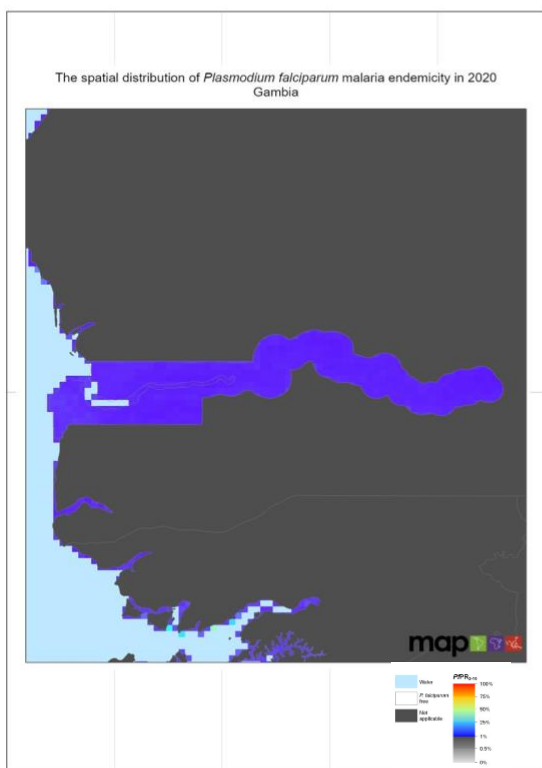 The spatial distribution of Plasmodium falciparum malaria endemicity in 2020
Gambia
map
Water
P. falciparum
free
Not
applicable
PfPR2-10
100%
75%
50%
25%
1%
0.5%
0%